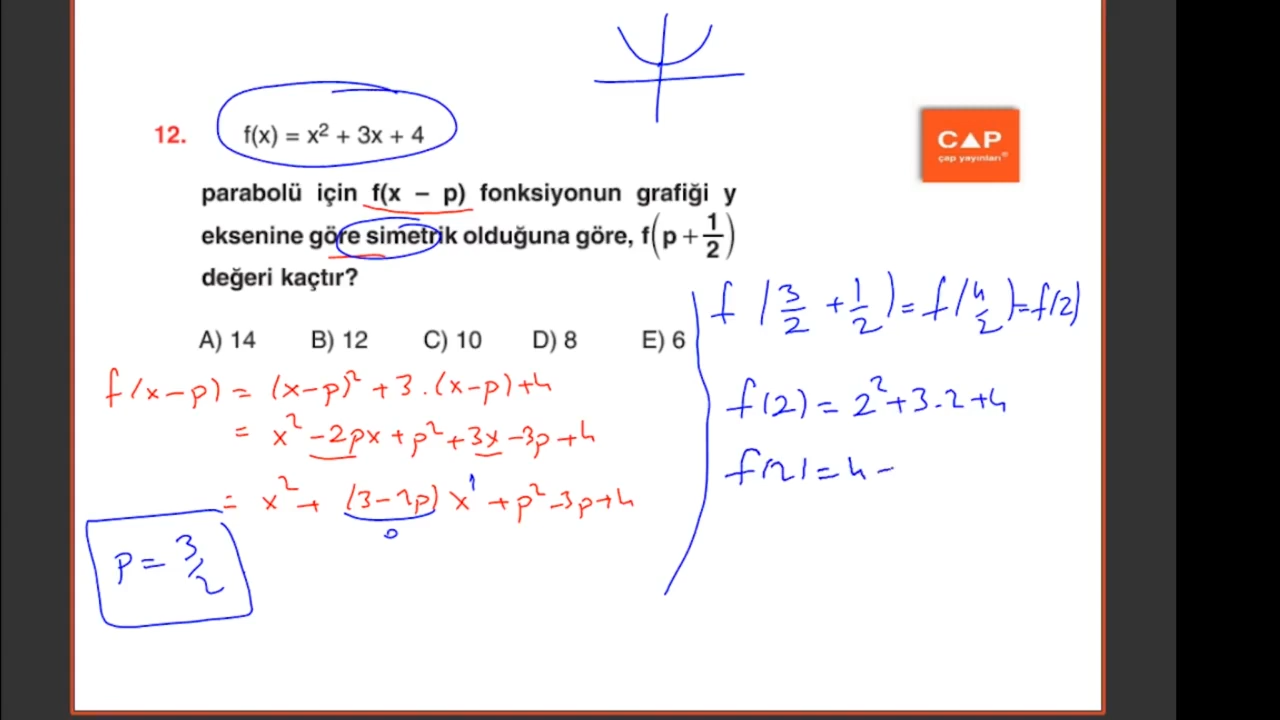 12. f(x) = x² + 3x + 4
CAP
çap yayınları®
parabolü için f(x − p) fonksiyonun grafiği y
eksenine göre simetrik olduğuna göre, f(p + 1/2)
değeri kaçtır?
A) 14 B) 12 C) 10 D) 8 E) 6
f(x-p) = (x-p)² + 3.(x-p)+4
= x² -2px + p² + 3x -3p + 4
= x² + (3-2p) x¹ + p² -3p+4
0
p = 3/2
f(3/2 + 1/2) = f(4/2) = f(2)
f(2) = 2² + 3.2 + 4
f(2) = 4 -